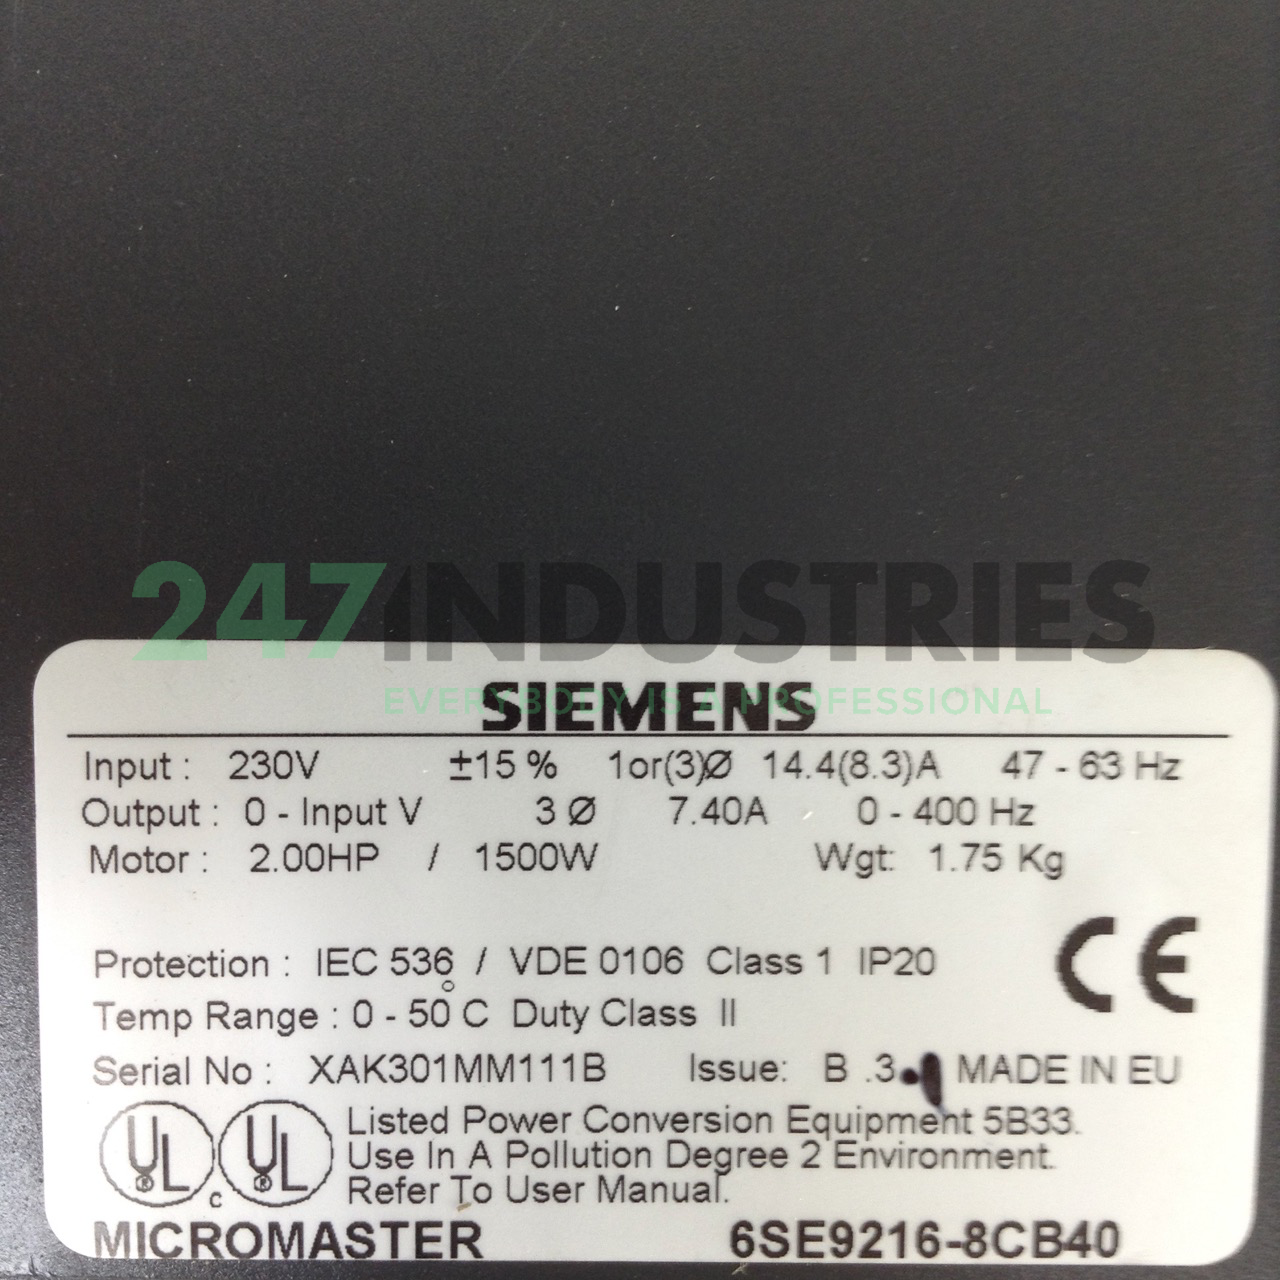 247INDUSTRIES
EVERYBODY IS A PROFESSIONAL
SIEMENS
Input : 230V ±15 % 1or(3)Ø 14.4(8.3)A 47 - 63 Hz
Output : 0 - Input V 3 Ø 7.40A 0 - 400 Hz
Motor : 2.00HP / 1500W Wgt: 1.75 Kg
Protection : IEC 536 / VDE 0106 Class 1 IP20
Temp Range : 0 - 50°C Duty Class II
Serial No : XAK301MM111B Issue: B .3 MADE IN EU
CE
UL® c UL® Listed Power Conversion Equipment 5B33.
Use In A Pollution Degree 2 Environment.
Refer To User Manual.
MICROMASTER 6SE9216-8CB40